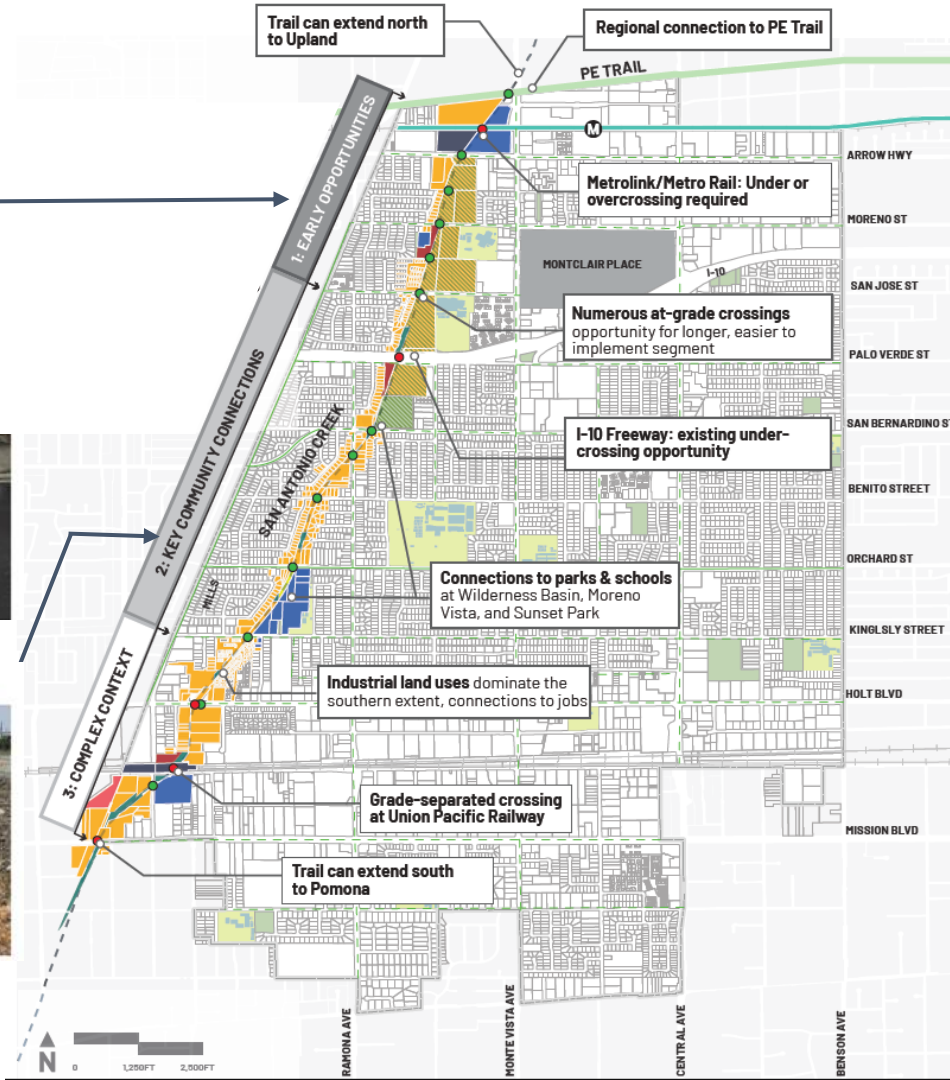 Trail can extend north
to Upland
Regional connection to PE Trail
PE TRAIL
M
ARROW HWY
1: EARLY OPPORTUNITIES
Metrolink/Metro Rail: Under or
overcrossing required
MORENO ST
MONTCLAIR PLACE
I-10
SAN JOSE ST
Numerous at-grade crossings
opportunity for longer, easier to
implement segment
PALO VERDE ST
2: KEY COMMUNITY CONNECTIONS
SAN ANTONIO CREEK
I-10 Freeway: existing under-
crossing opportunity
SAN BERNARDINO ST
BENITO STREET
ORCHARD ST
MILLS
Connections to parks & schools
at Wilderness Basin, Moreno
Vista, and Sunset Park
KINGLSLY STREET
Industrial land uses dominate the
southern extent, connections to jobs
HOLT BLVD
3: COMPLEX CONTEXT
Grade-separated crossing
at Union Pacific Railway
MISSION BLVD
Trail can extend south
to Pomona
RAMONA AVE
MONTE VISTA AVE
CENTRAL AVE
BENSON AVE
N
0 1,250FT 2,500FT